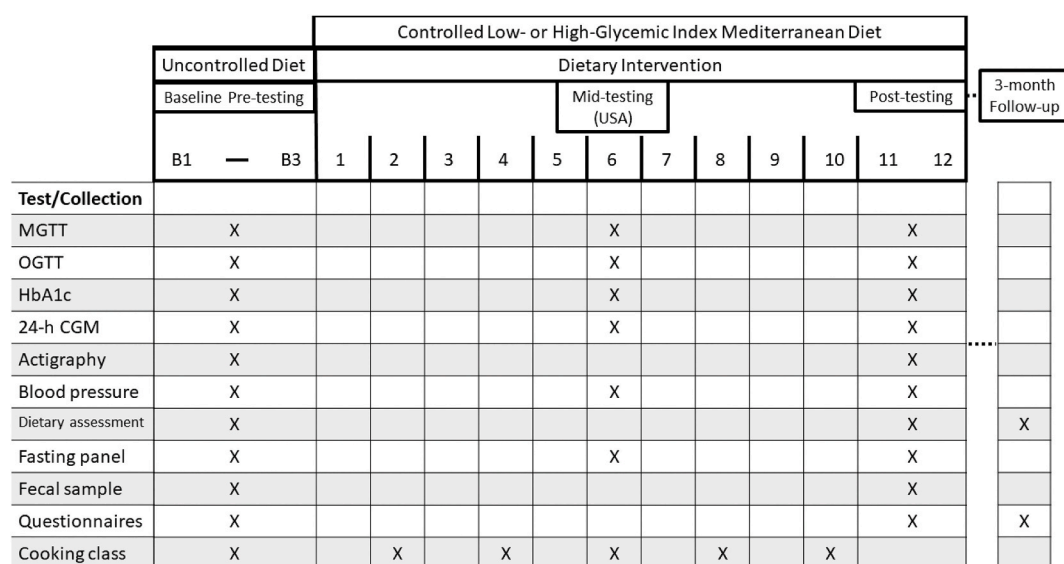 Controlled Low- or High-Glycemic Index Mediterranean Diet
Uncontrolled Diet Dietary Intervention
Baseline Pre-testing Mid-testing Post-testing 3-month
(USA) Follow-up
B1 — B3 1 2 3 4 5 6 7 8 9 10 11 12
Test/Collection
MGTT X X X
OGTT X X X
HbA1c X X X
24-h CGM X X X
Actigraphy X X
Blood pressure X X X
Dietary assessment X X X
Fasting panel X X X
Fecal sample X X
Questionnaires X X X
Cooking class X X X X X X